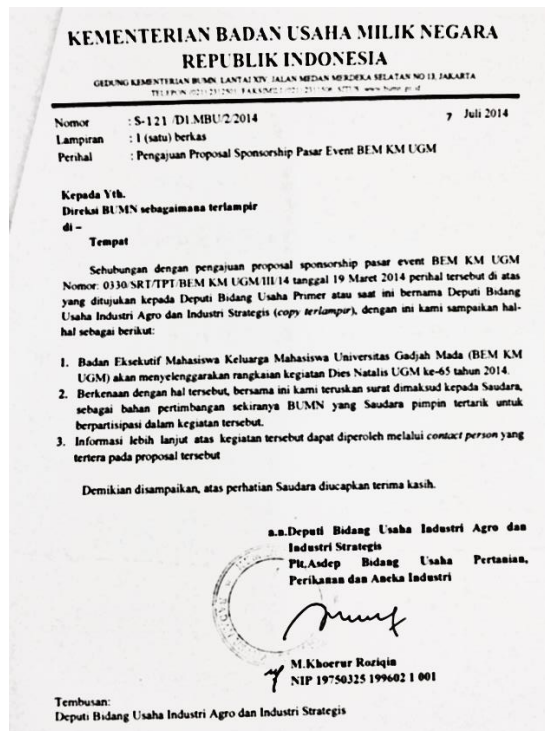 KEMENTERIAN BADAN USAHA MILIK NEGARA
REPUBLIK INDONESIA
GEDUNG KEMENTERIAN BUMN, LANTAI XIV, JALAN MEDAN MERDEKA SELATAN NO 13, JAKARTA
www.bumn.go.id
Nomor : S-121 /D1.MBU/2/2014 7 Juli 2014
Lampiran : 1 (satu) berkas
Perihal : Pengajuan Proposal Sponsorship Pasar Event BEM KM UGM
Kepada Yth.
Direksi BUMN sebagaimana terlampir
di –
Tempat
Sehubungan dengan pengajuan proposal sponsorship pasar event BEM KM UGM
Nomor: 0330/SRT/TPT/BEM KM UGM/III/14 tanggal 19 Maret 2014 perihal tersebut di atas
yang ditujukan kepada Deputi Bidang Usaha Primer atau saat ini bernama Deputi Bidang
Usaha Industri Agro dan Industri Strategis (copy terlampir), dengan ini kami sampaikan hal-
hal sebagai berikut:
1. Badan Eksekutif Mahasiswa Keluarga Mahasiswa Universitas Gadjah Mada (BEM KM
UGM) akan menyelenggarakan rangkaian kegiatan Dies Natalis UGM ke-65 tahun 2014.
2. Berkenaan dengan hal tersebut, bersama ini kami teruskan surat dimaksud kepada Saudara,
sebagai bahan pertimbangan sekiranya BUMN yang Saudara pimpin tertarik untuk
berpartisipasi dalam kegiatan tersebut.
3. Informasi lebih lanjut atas kegiatan tersebut dapat diperoleh melalui contact person yang
tertera pada proposal tersebut
Demikian disampaikan, atas perhatian Saudara diucapkan terima kasih.
a.n.Deputi Bidang Usaha Industri Agro dan
Industri Strategis
Plt.Asdep Bidang Usaha Pertanian,
Perikanan dan Aneka Industri
M.Khoerur Roziqin
NIP 19750325 199602 1 001
Tembusan:
Deputi Bidang Usaha Industri Agro dan Industri Strategis